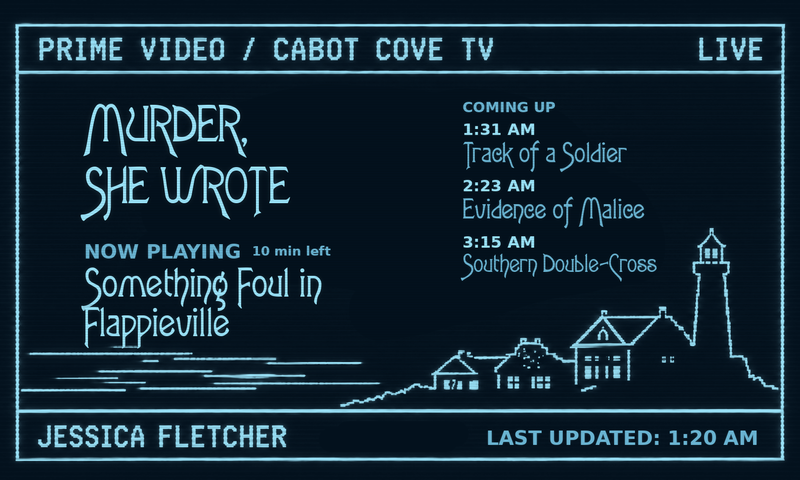 PRIME VIDEO / CABOT COVE TV
LIVE
MURDER,
SHE WROTE
NOW PLAYING 10 min left
Something Foul in
Flappieville
COMING UP
1:31 AM
Track of a Soldier
2:23 AM
Evidence of Malice
3:15 AM
Southern Double-Cross
JESSICA FLETCHER
LAST UPDATED: 1:20 AM